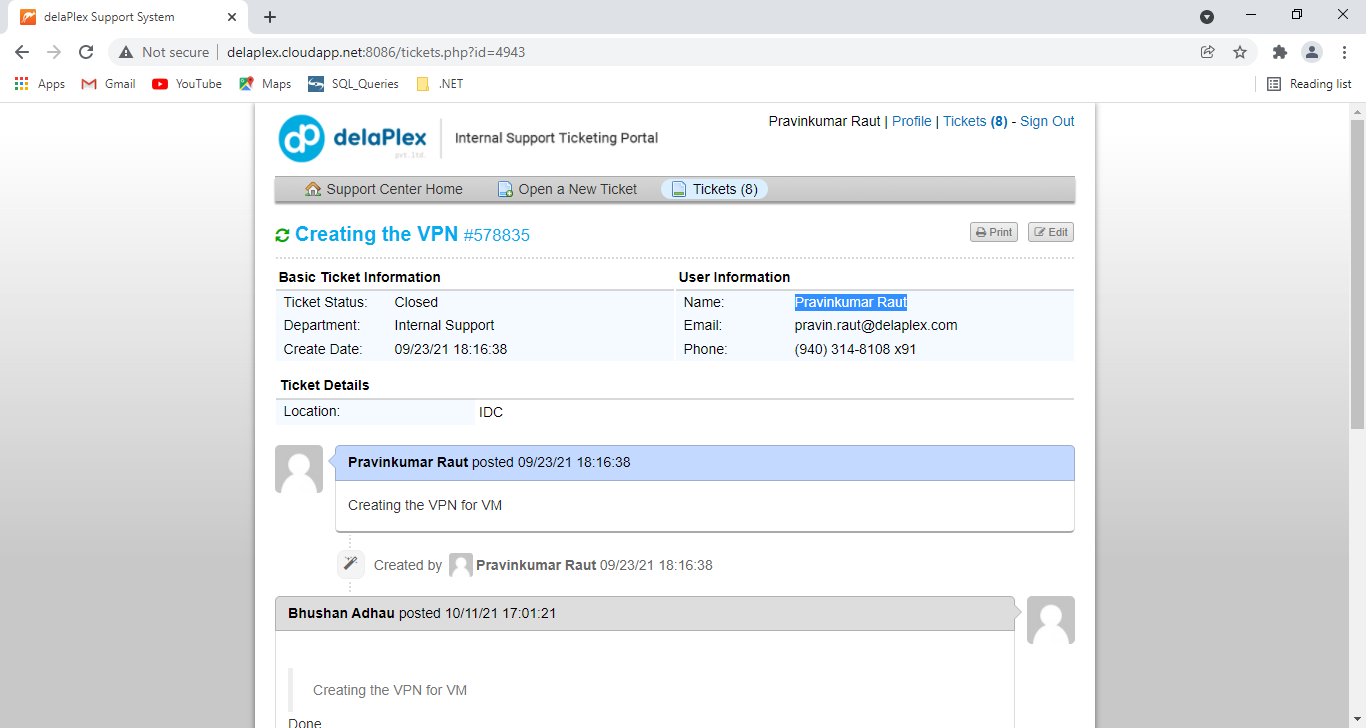 delaPlex Support System
Not secure
delaplex.cloudapp.net:8086/tickets.php?id=4943
Apps
Gmail
YouTube
Maps
SQL_Queries
.NET
Reading list
dp delaPlex
pvt. ltd.
Internal Support Ticketing Portal
Pravinkumar Raut | Profile | Tickets (8) - Sign Out
Support Center Home
Open a New Ticket
Tickets (8)
Creating the VPN #578835
Print
Edit
Basic Ticket Information
Ticket Status: Closed
Department: Internal Support
Create Date: 09/23/21 18:16:38
User Information
Name: Pravinkumar Raut
Email: pravin.raut@delaplex.com
Phone: (940) 314-8108 x91
Ticket Details
Location: IDC
Pravinkumar Raut posted 09/23/21 18:16:38
Creating the VPN for VM
Created by Pravinkumar Raut 09/23/21 18:16:38
Bhushan Adhau posted 10/11/21 17:01:21
Creating the VPN for VM
Done